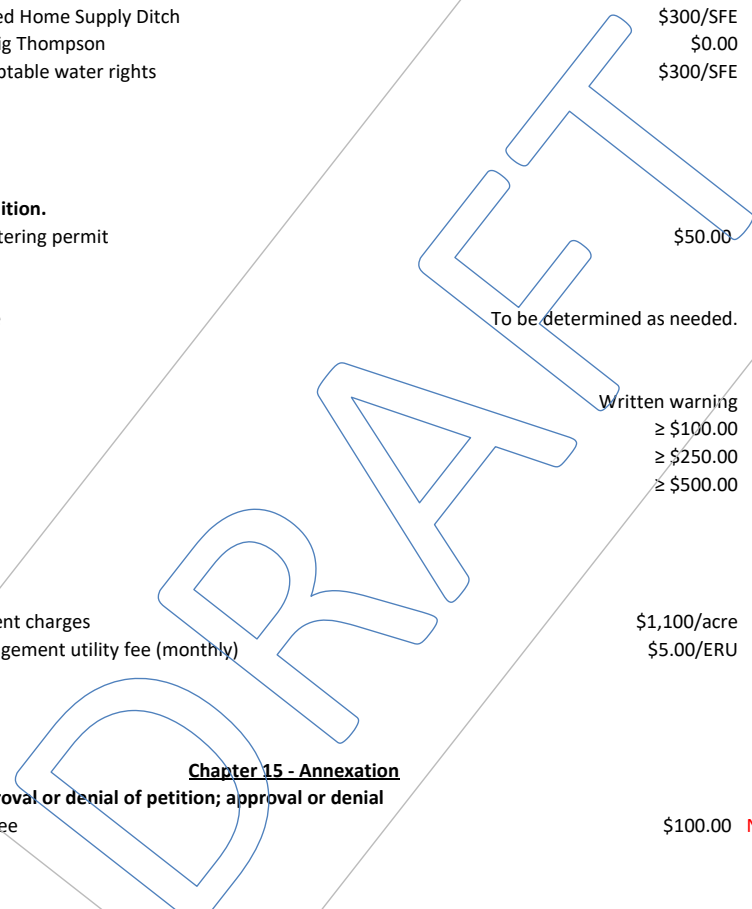 ed Home Supply Ditch $300/SFE
ig Thompson $0.00
ptable water rights $300/SFE
ition.
tering permit $50.00
To be determined as needed.
Written warning
≥ $100.00
≥ $250.00
≥ $500.00
ent charges $1,100/acre
gement utility fee (monthly) $5.00/ERU
Chapter 15 - Annexation
roval or denial of petition; approval or denial
ee $100.00 N
DRAFT